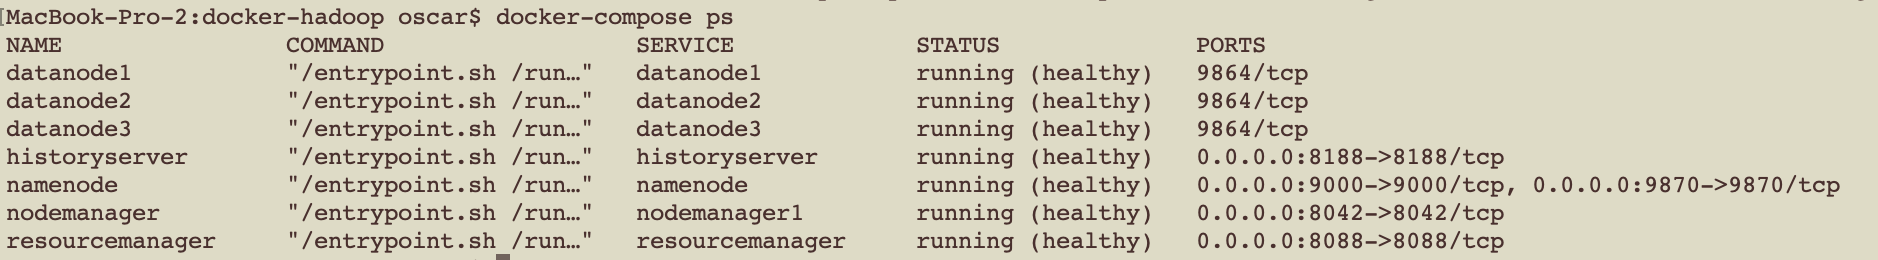 [MacBook-Pro-2:docker-hadoop oscar$ docker-compose ps
NAME COMMAND SERVICE STATUS PORTS
datanode1 "/entrypoint.sh /run…" datanode1 running (healthy) 9864/tcp
datanode2 "/entrypoint.sh /run…" datanode2 running (healthy) 9864/tcp
datanode3 "/entrypoint.sh /run…" datanode3 running (healthy) 9864/tcp
historyserver "/entrypoint.sh /run…" historyserver running (healthy) 0.0.0.0:8188->8188/tcp
namenode "/entrypoint.sh /run…" namenode running (healthy) 0.0.0.0:9000->9000/tcp, 0.0.0.0:9870->9870/tcp
nodemanager "/entrypoint.sh /run…" nodemanager1 running (healthy) 0.0.0.0:8042->8042/tcp
resourcemanager "/entrypoint.sh /run…" resourcemanager running (healthy) 0.0.0.0:8088->8088/tcp